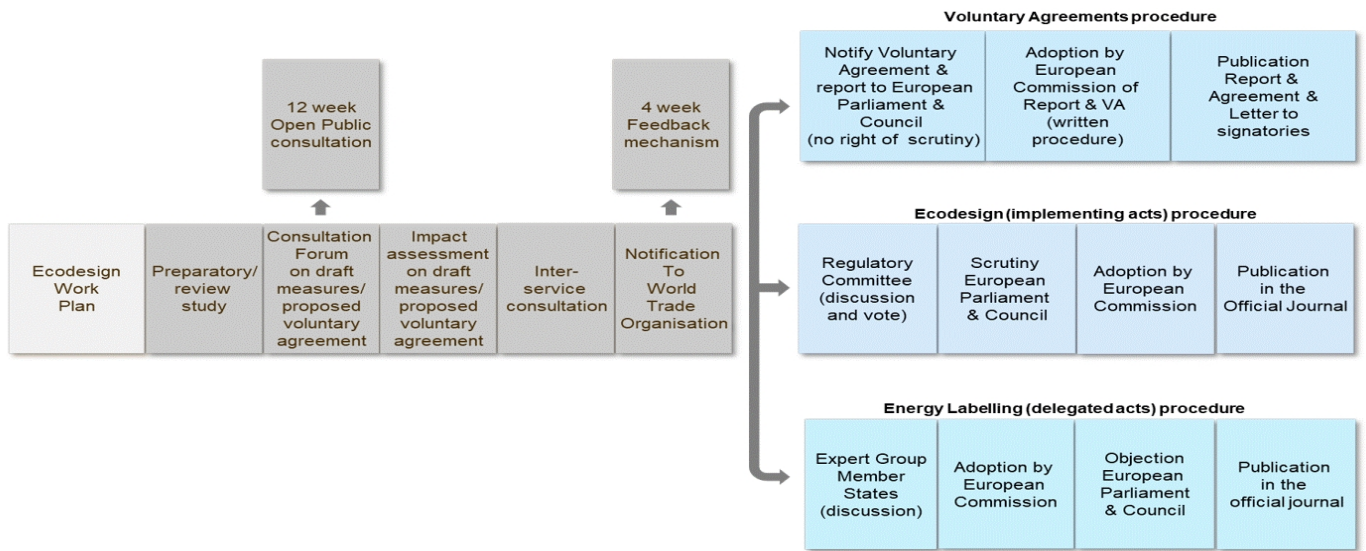 Voluntary Agreements procedure
Notify Voluntary
Agreement &
report to European
Parliament &
Council
(no right of scrutiny)
Adoption by
European
Commission of
Report & VA
(written
procedure)
Publication
Report &
Agreement &
Letter to
signatories
12 week
Open Public
consultation
4 week
Feedback
mechanism
Ecodesign
Work
Plan
Preparatory/
review
study
Consultation
Forum
on draft
measures/
proposed
voluntary
agreement
Impact
assessment
on draft
measures/
proposed
voluntary
agreement
Inter-
service
consultation
Notification
To
World
Trade
Organisation
Ecodesign (implementing acts) procedure
Regulatory
Committee
(discussion
and vote)
Scrutiny
European
Parliament
& Council
Adoption by
European
Commission
Publication
in the
Official Journal
Energy Labelling (delegated acts) procedure
Expert Group
Member
States
(discussion)
Adoption by
European
Commission
Objection
European
Parliament
& Council
Publication
in the
official journal